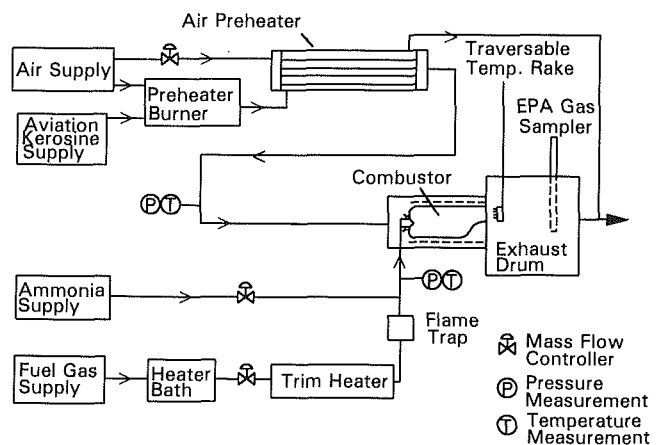 Air Preheater
Air Supply
Traversable
Temp. Rake
Preheater
Burner
EPA Gas
Sampler
Aviation
Kerosine
Supply
Combustor
P T
Exhaust
Drum
Ammonia
Supply
P T
Flame
Trap
Fuel Gas
Supply
Heater
Bath
Trim Heater
Mass Flow
Controller
P Pressure
Measurement
T Temperature
Measurement